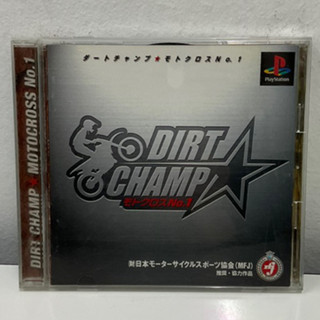 ダートチャンプ★モトクロスNo.1
PlayStation
DIRT CHAMP★MOTOCROSS No.1
DIRT
CHAMP
モトクロスNo.1
㈶日本モーターサイクルスポーツ協会(MFJ)
推奨・協力作品